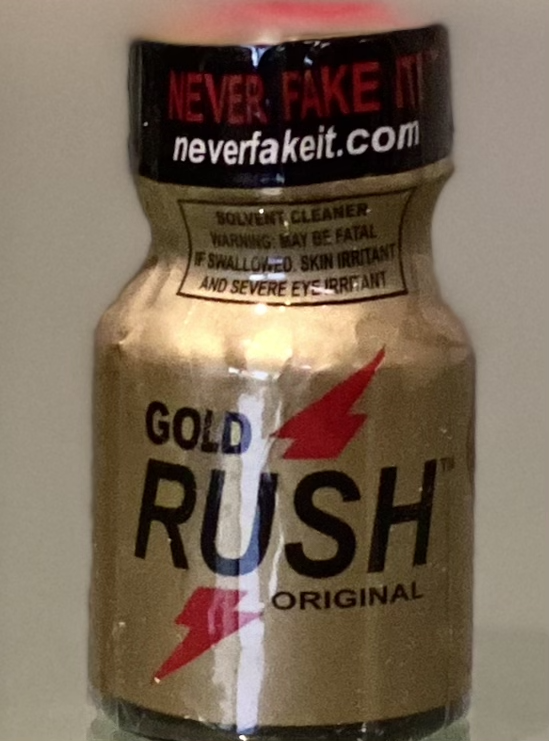 NEVER FAKE IT!
neverfakeit.com
SOLVENT CLEANER
WARNING: MAY BE FATAL
IF SWALLOWED. SKIN IRRITANT
AND SEVERE EYE IRRITANT
GOLD
RUSH™
ORIGINAL